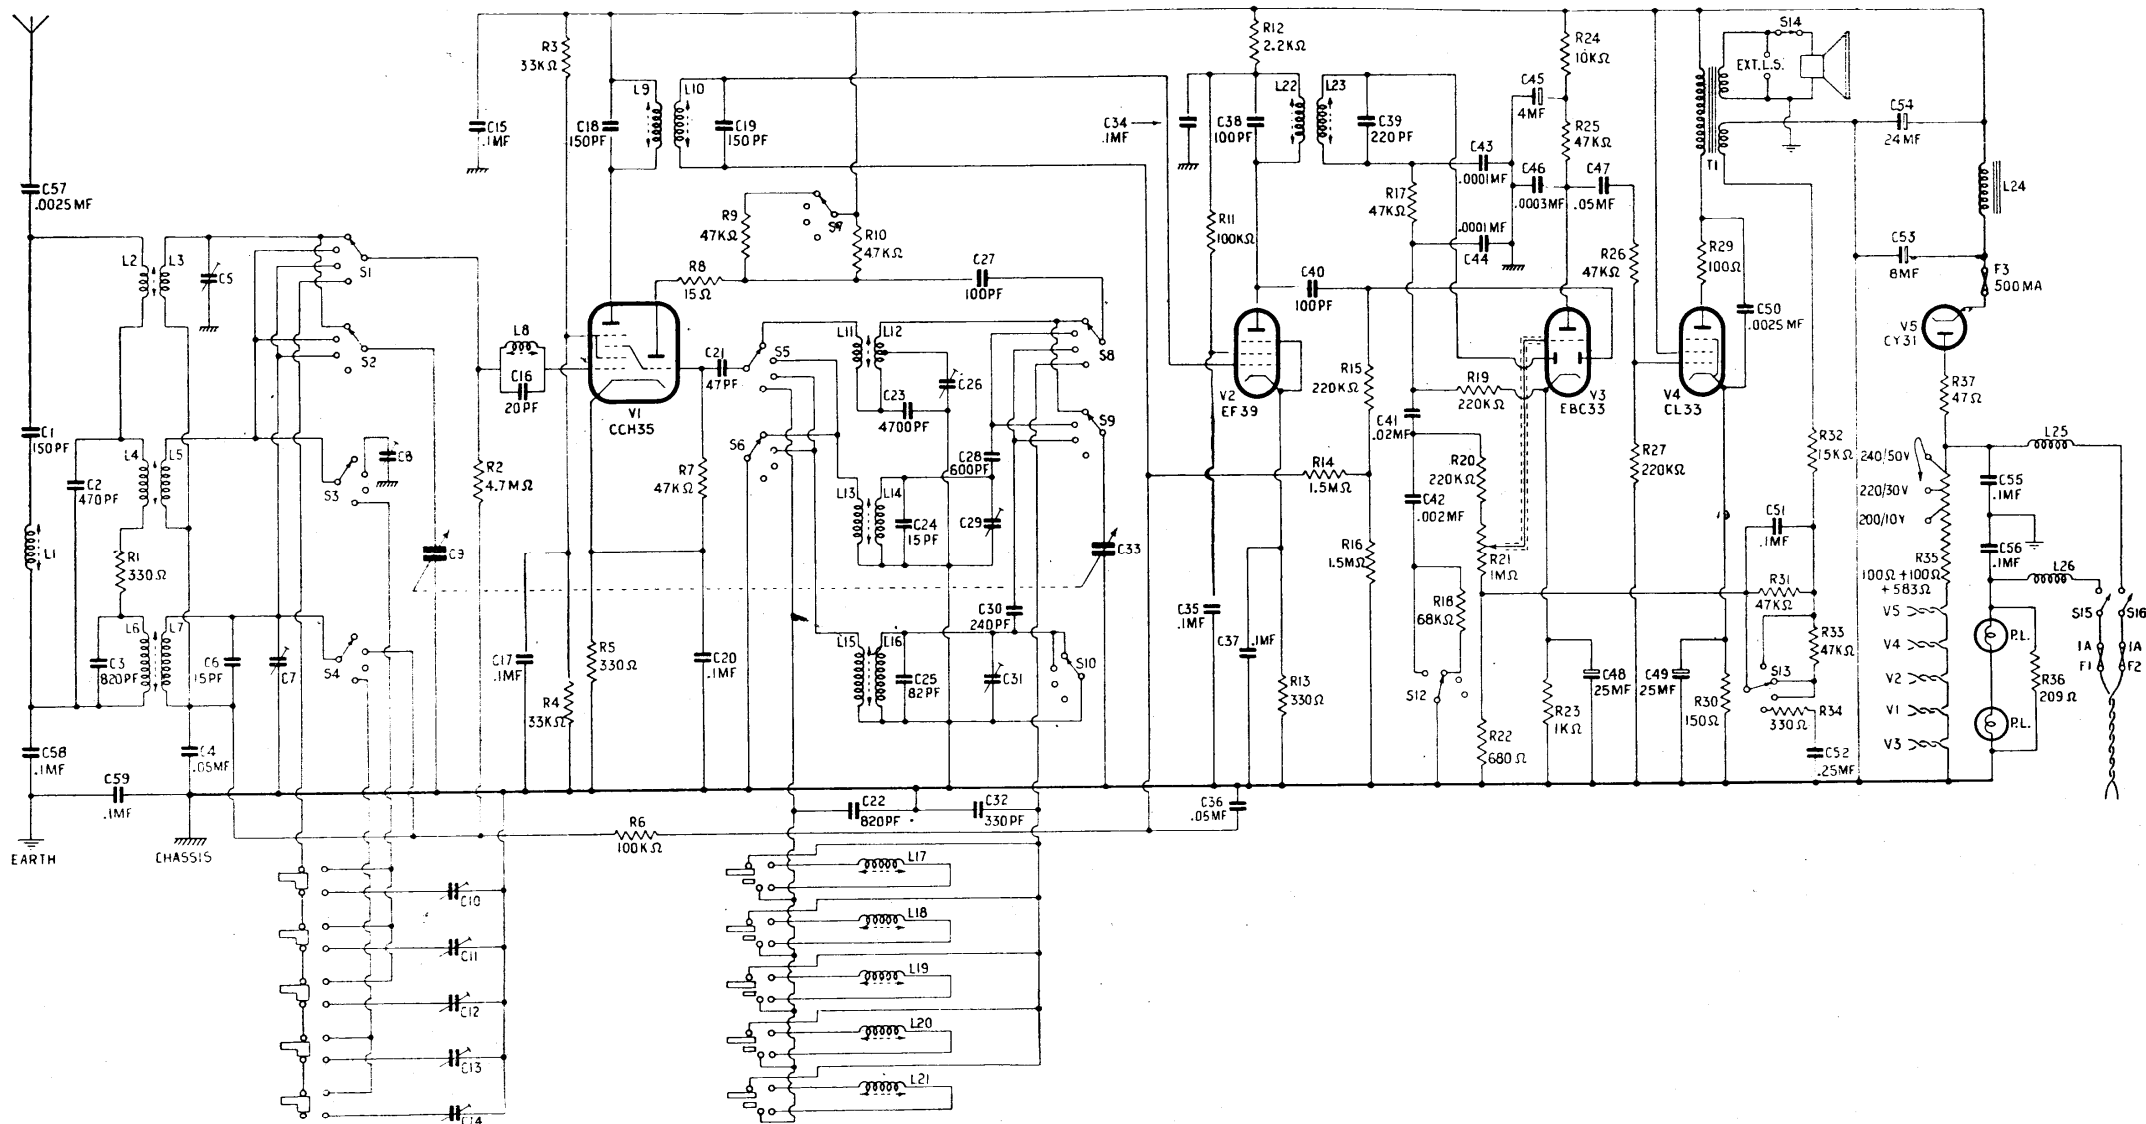 C57
.0025MF
C1
150PF
L1
C2
470PF
C3
820PF
C58
.1MF
EARTH
C59
.1MF
C4
.05MF
CHASSIS
L2
L3
C5
L4
L5
R1
330Ω
L6
L7
C6
15PF
C7
S1
S2
S3
C8
S4
C9
C10
C11
C12
C13
C14
C15
.1MF
R3
33KΩ
C18
150PF
L9
L10
C19
150PF
L8
C16
20PF
R2
4.7MΩ
V1
CCH35
C17
.1MF
R4
33KΩ
R5
330Ω
R6
100KΩ
R7
47KΩ
C20
.1MF
R8
15Ω
R9
47KΩ
S7
R10
47KΩ
C27
100PF
C21
47PF
S5
S6
L11
L12
C23
4700PF
C26
L13
L14
C24
15PF
C28
600PF
C29
L15
L16
C25
82PF
C30
240PF
C31
S8
S9
C33
S10
C22
820PF
C32
330PF
L17
L18
L19
L20
L21
C34
.1MF
R12
2.2KΩ
C38
100PF
L22
L23
C39
220PF
R11
100KΩ
V2
EF39
C40
100PF
C35
.1MF
C37
.1MF
C36
.05MF
R13
330Ω
R14
1.5MΩ
R15
220KΩ
R16
1.5MΩ
R17
47KΩ
C43
.0001MF
.0001MF
C44
C45
4MF
C46
.0003MF
C47
.05MF
R24
10KΩ
R25
47KΩ
R26
47KΩ
R19
220KΩ
C41
.02MF
R20
220KΩ
C42
.002MF
R21
1MΩ
R18
68KΩ
S12
R22
680Ω
V3
EBC33
R23
1KΩ
C48
25MF
R27
220KΩ
C49
25MF
R30
150Ω
V4
CL33
R29
100Ω
C50
.0025MF
T1
EXT.L.S.
S14
C54
24MF
L24
C53
8MF
F3
500MA
V5
CY31
R37
47Ω
R32
15KΩ
C51
.1MF
R31
47KΩ
R33
47KΩ
S13
R34
330Ω
C52
.25MF
240/50V
220/30V
200/10V
R35
100Ω+100Ω
+583Ω
V5
V4
V2
V1
V3
L25
C55
.1MF
C56
.1MF
L26
P.L.
R36
209Ω
P.L.
S15
S16
1A
F1
1A
F2